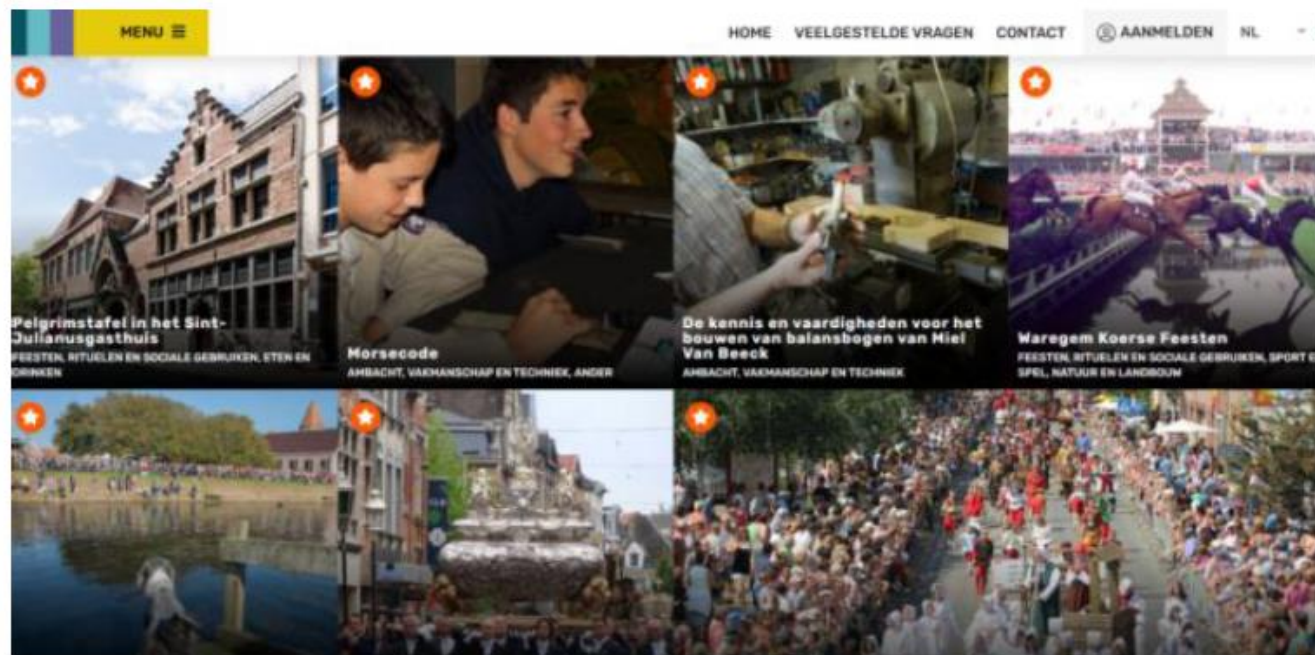 MENU
HOME VEELGESTELDE VRAGEN CONTACT AANMELDEN NL
Pelgrimstafel in het Sint-
Julianusgasthuis
FEESTEN, RITUELEN EN SOCIALE GEBRUIKEN, ETEN EN
DRINKEN
Morsecode
AMBACHT, VAKMANSCHAP EN TECHNIEK, ANDER
De kennis en vaardigheden voor het
bouwen van balansbogen van Miel
Van Beeck
AMBACHT, VAKMANSCHAP EN TECHNIEK
Waregem Koerse Feesten
FEESTEN, RITUELEN EN SOCIALE GEBRUIKEN, SPORT E
SPEL, NATUUR EN LANDBOUW